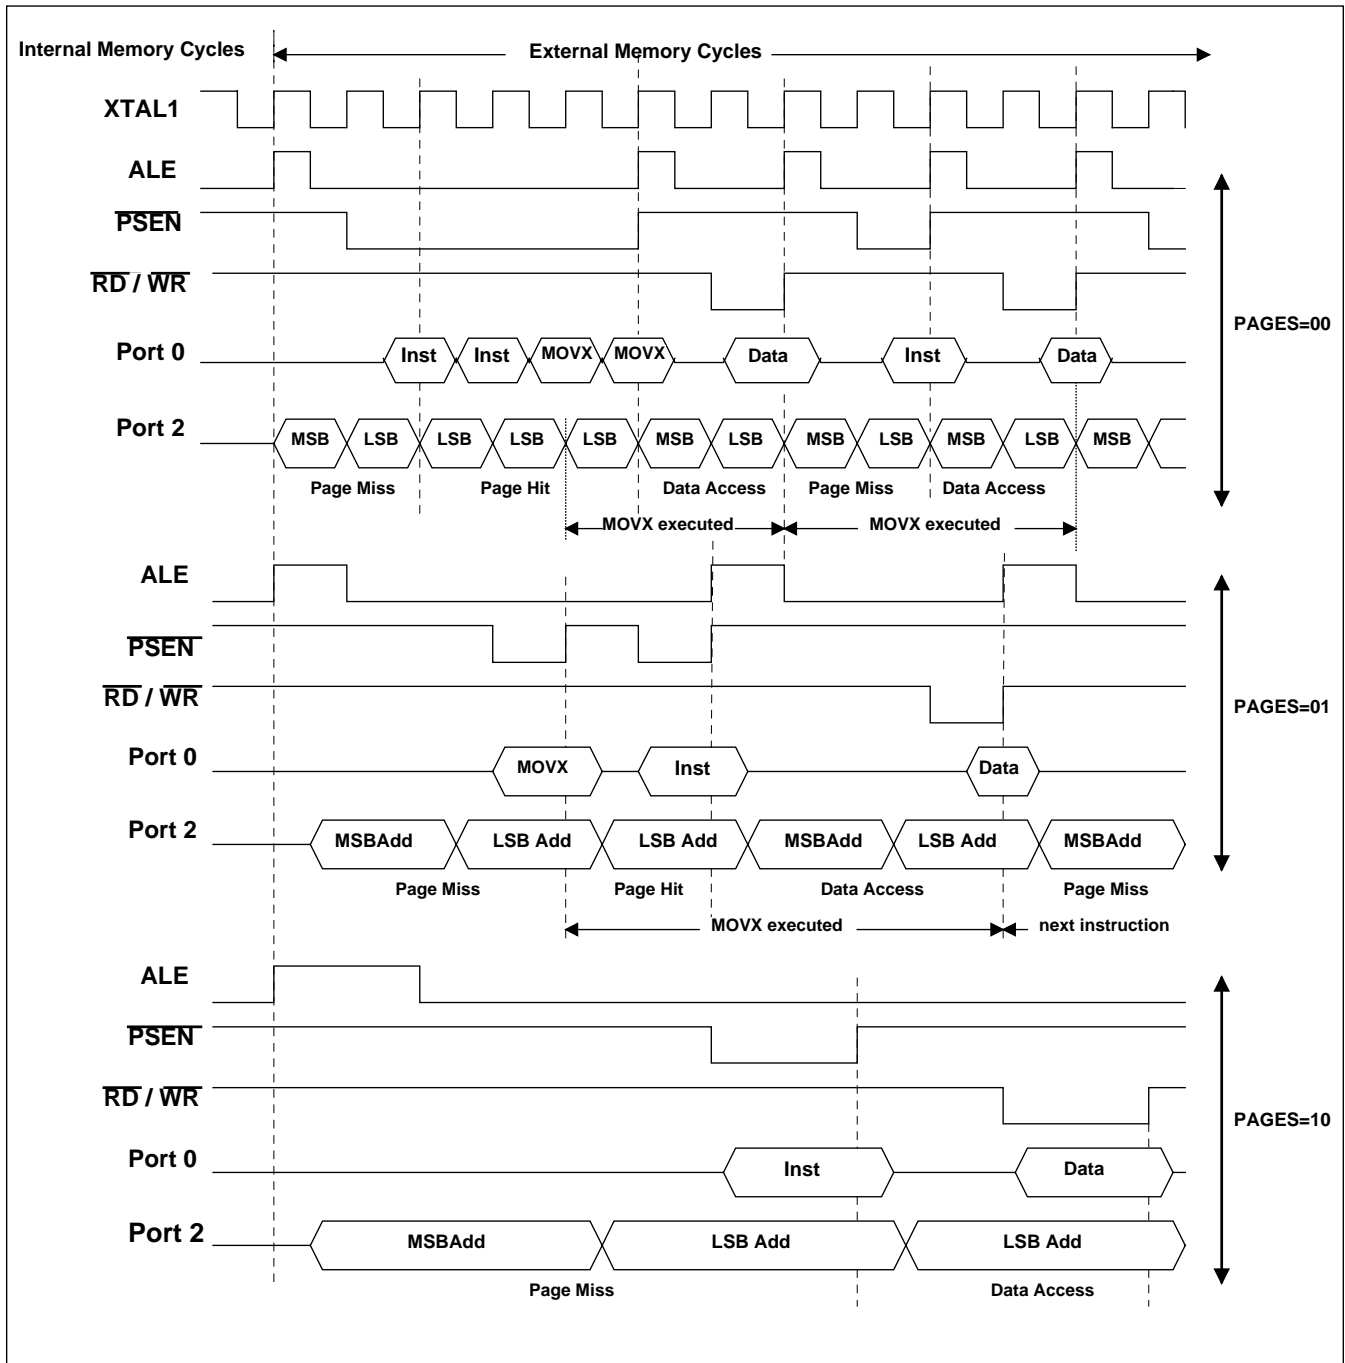 Internal Memory Cycles External Memory Cycles
XTAL1
ALE
PSEN
RD / WR
PAGES=00
Port 0 Inst Inst MOVX MOVX Data Inst Data
Port 2 MSB LSB LSB LSB LSB MSB LSB MSB LSB MSB LSB MSB
Page Miss Page Hit Data Access Page Miss Data Access
MOVX executed MOVX executed
ALE
PSEN
RD / WR
PAGES=01
Port 0 MOVX Inst Data
Port 2 MSBAdd LSB Add LSB Add MSBAdd LSB Add MSBAdd
Page Miss Page Hit Data Access Page Miss
MOVX executed next instruction
ALE
PSEN
RD / WR
PAGES=10
Port 0 Inst Data
Port 2 MSBAdd LSB Add LSB Add
Page Miss Data Access